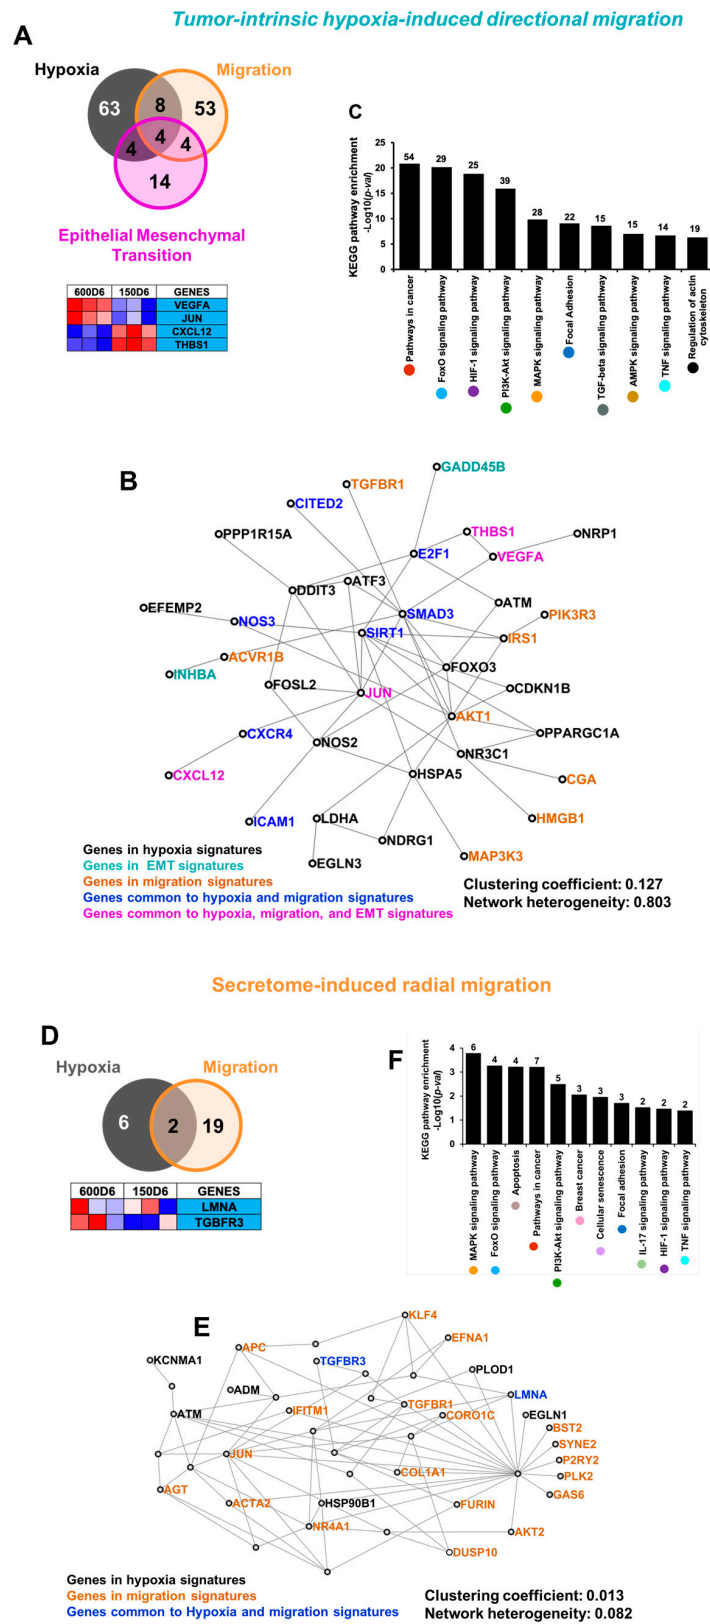 Tumor-intrinsic hypoxia-induced directional migration
A
Hypoxia
Migration
63
8
53
4
4
4
14
Epithelial Mesenchymal
Transition
600D6 150D6 GENES
VEGFA
JUN
CXCL12
THBS1
C
KEGG pathway enrichment
-Log10(p-val)
25
20
15
10
5
0
54
29
25
39
28
22
15
15
14
19
Pathways in cancer
FoxO signaling pathway
HIF-1 signaling pathway
PI3K-Akt signaling pathway
MAPK signaling pathway
Focal Adhesion
TGF-beta signaling pathway
AMPK signaling pathway
TNF signaling pathway
Regulation of actin
cytoskeleton
B
GADD45B
TGFBR1
CITED2
PPP1R15A
THBS1
NRP1
E2F1
VEGFA
ATF3
DDIT3
ATM
EFEMP2
NOS3
SMAD3
PIK3R3
SIRT1
IRS1
ACVR1B
INHBA
FOXO3
FOSL2
JUN
CDKN1B
AKT1
CXCR4
NOS2
PPARGC1A
NR3C1
CXCL12
HSPA5
CGA
ICAM1
LDHA
HMGB1
NDRG1
EGLN3
MAP3K3
Genes in hypoxia signatures
Genes in EMT signatures
Genes in migration signatures
Genes common to hypoxia and migration signatures
Genes common to hypoxia, migration, and EMT signatures
Clustering coefficient: 0.127
Network heterogeneity: 0.803
Secretome-induced radial migration
D
Hypoxia
Migration
6
2
19
600D6 150D6 GENES
LMNA
TGBFR3
F
KEGG pathway enrichment
-Log10(p-val)
4
3
2
1
0
6
4
4
7
5
3
3
3
2
2
2
MAPK signaling pathway
FoxO signaling pathway
Apoptosis
Pathways in cancer
PI3K-Akt signaling pathway
Breast cancer
Cellular senescence
Focal adhesion
IL-17 signaling pathway
HIF-1 signaling pathway
TNF signaling pathway
E
KLF4
EFNA1
APC
KCNMA1
TGFBR3
PLOD1
ADM
LMNA
ATM
IFITM1
TGFBR1
CORO1C
EGLN1
BST2
SYNE2
JUN
P2RY2
COL1A1
PLK2
AGT
GAS6
ACTA2
HSP90B1
FURIN
NR4A1
AKT2
DUSP10
Genes in hypoxia signatures
Genes in migration signatures
Genes common to Hypoxia and migration signatures
Clustering coefficient: 0.013
Network heterogeneity: 0.082